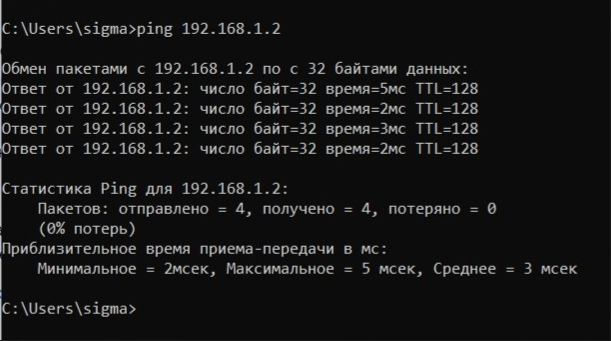 C:\Users\sigma>ping 192.168.1.2
Обмен пакетами с 192.168.1.2 по с 32 байтами данных:
Ответ от 192.168.1.2: число байт=32 время=5мс TTL=128
Ответ от 192.168.1.2: число байт=32 время=2мс TTL=128
Ответ от 192.168.1.2: число байт=32 время=3мс TTL=128
Ответ от 192.168.1.2: число байт=32 время=2мс TTL=128
Статистика Ping для 192.168.1.2:
Пакетов: отправлено = 4, получено = 4, потеряно = 0
(0% потерь)
Приблизительное время приема-передачи в мс:
Минимальное = 2мсек, Максимальное = 5 мсек, Среднее = 3 мсек
C:\Users\sigma>